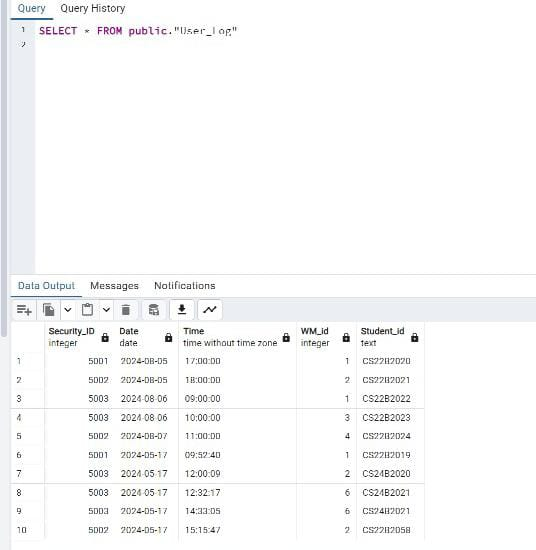 Query Query History
1 SELECT * FROM public."User_Log"
2
Data Output Messages Notifications
Security_ID Date Time WM_id Student_id
integer date time without time zone integer text
1 5001 2024-08-05 17:00:00 1 CS22B2020
2 5002 2024-08-05 18:00:00 2 CS22B2021
3 5003 2024-08-06 09:00:00 1 CS22B2022
4 5003 2024-08-06 10:00:00 3 CS22B2023
5 5002 2024-08-07 11:00:00 4 CS22B2024
6 5001 2024-05-17 09:52:40 1 CS22B2019
7 5003 2024-05-17 12:00:09 2 CS24B2020
8 5003 2024-05-17 12:32:17 6 CS24B2021
9 5003 2024-05-17 14:33:05 6 CS24B2021
10 5002 2024-05-17 15:15:47 2 CS22B2058